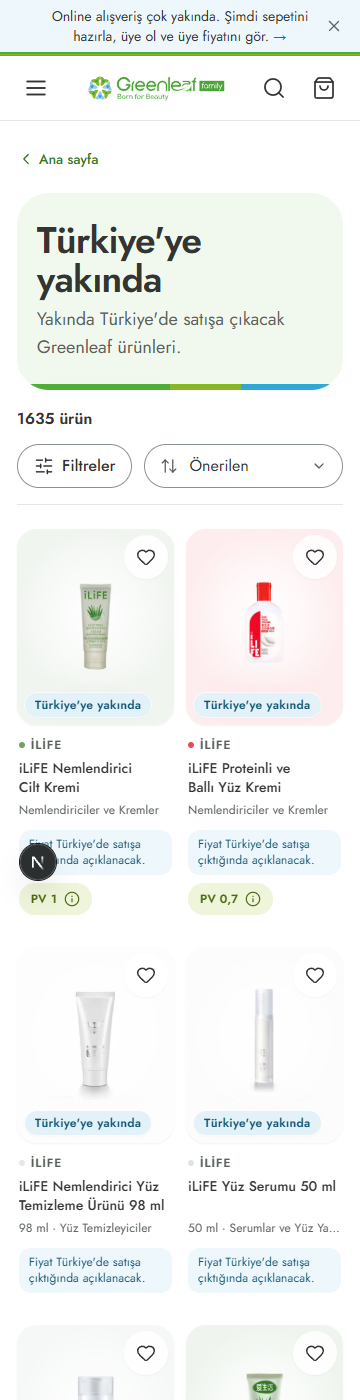 Online alışveriş çok yakında. Şimdi sepetini
hazırla, üye ol ve üye fiyatını gör. →
Greenleaf family
Born for Beauty
Ana sayfa
Türkiye'ye
yakında
Yakında Türkiye'de satışa çıkacak
Greenleaf ürünleri.
1635 ürün
Filtreler
Önerilen
iLiFE
Türkiye'ye yakında
Türkiye'ye yakında
İLİFE
İLİFE
iLiFE Nemlendirici
Cilt Kremi
iLiFE Proteinli ve
Ballı Yüz Kremi
Nemlendiriciler ve Kremler
Nemlendiriciler ve Kremler
Fiyat Türkiye'de satışa
açıklanacak.
Fiyat Türkiye'de satışa
çıktığında açıklanacak.
N
PV 1
PV 0,7
Türkiye'ye yakında
Türkiye'ye yakında
İLİFE
İLİFE
iLiFE Nemlendirici Yüz
Temizleme Ürünü 98 ml
iLiFE Yüz Serumu 50 ml
98 ml · Yüz Temizleyiciler
50 ml · Serumlar ve Yüz Ya...
Fiyat Türkiye'de satışa
çıktığında açıklanacak.
Fiyat Türkiye'de satışa
çıktığında açıklanacak.
爱生活